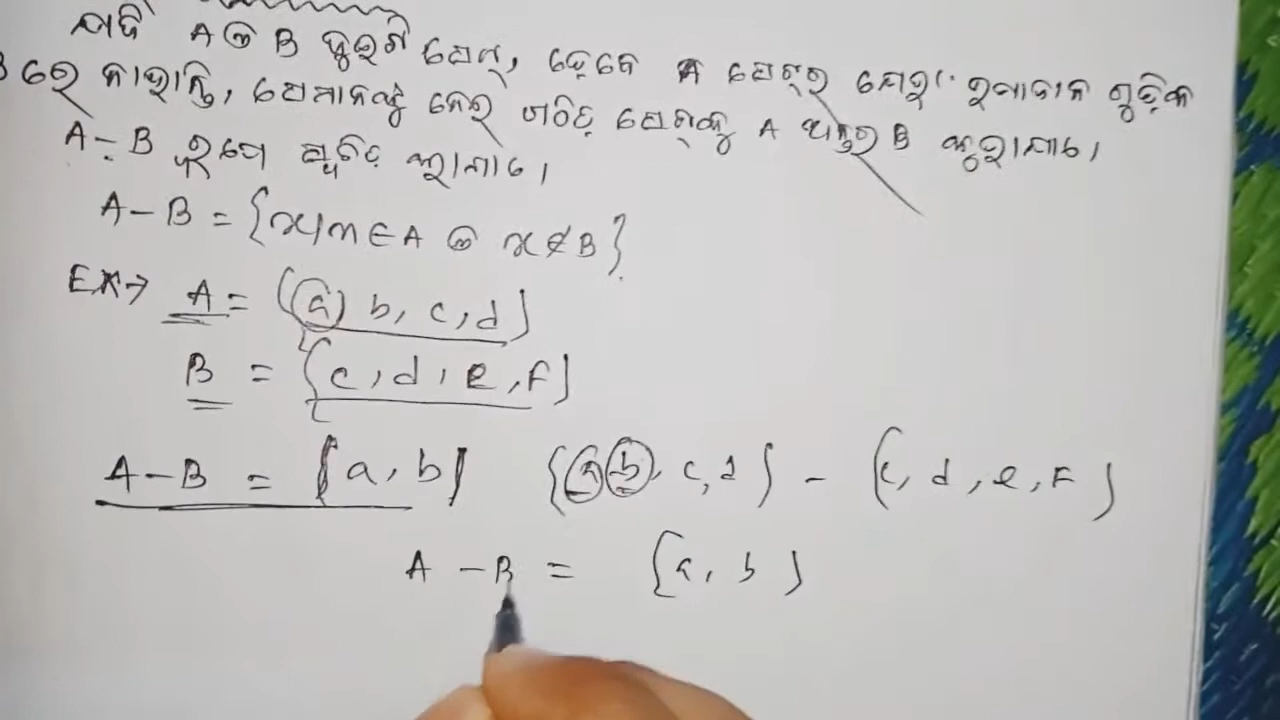 ଯଦି A ଓ B ଦୁଇଟି ସେଟ୍, ତେବେ A ସେଟ୍‌ର ଯେଉଁ ଉପାଦାନ ଗୁଡ଼ିକ
B ରେ ନାହାନ୍ତି, ସେମାନଙ୍କୁ ନେଇ ଗଠିତ ସେଟ୍‌କୁ A ଅନ୍ତର B କୁହାଯାଏ।
A - B ରୂପେ ସୂଚିତ କରାଯାଏ।
A - B = {x | x ∈ A ଓ x ∉ B}
EX→ A = {a, b, c, d}
B = {c, d, e, F}
A - B = {a, b} {a, b, c, d} - {c, d, e, F}
A - B = {a, b}